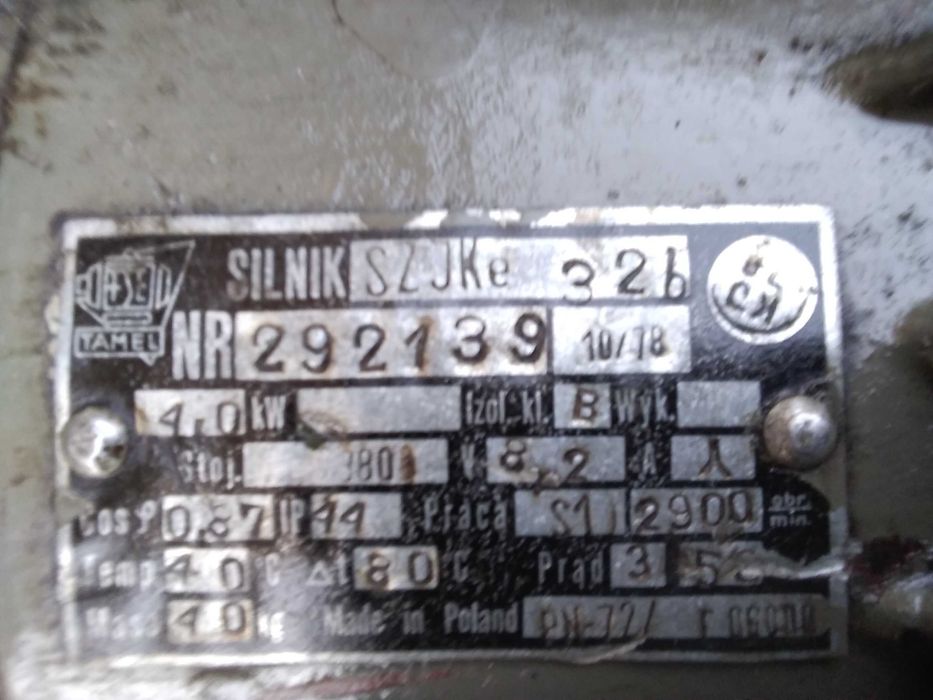 TAMEL
SILNIK SZJKe 32b
NR 292139 10/78
4,0 kW Izol. kl. B Wyk.
Stoj. 380 V 8,2 A
Cos φ 0,87 IP 44 Praca S1 2900 obr. min.
Temp 40 °C Δt 80 °C Prąd 3
Masa 40 kg Made in Poland PN-72/